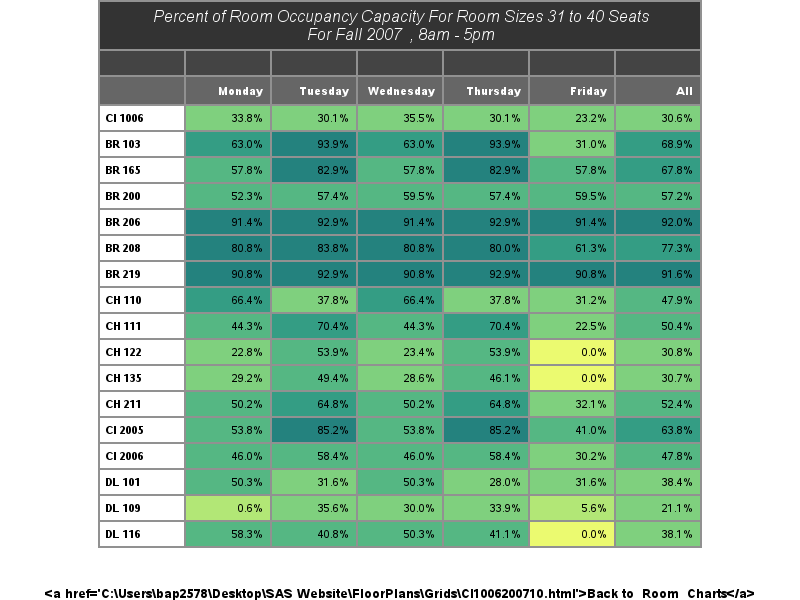 Percent of Room Occupancy Capacity For Room Sizes 31 to 40 Seats
For Fall 2007 , 8am - 5pm
Monday Tuesday Wednesday Thursday Friday All
CI 1006 33.8% 30.1% 35.5% 30.1% 23.2% 30.6%
BR 103 63.0% 93.9% 63.0% 93.9% 31.0% 68.9%
BR 165 57.8% 82.9% 57.8% 82.9% 57.8% 67.8%
BR 200 52.3% 57.4% 59.5% 57.4% 59.5% 57.2%
BR 206 91.4% 92.9% 91.4% 92.9% 91.4% 92.0%
BR 208 80.8% 83.8% 80.8% 80.0% 61.3% 77.3%
BR 219 90.8% 92.9% 90.8% 92.9% 90.8% 91.6%
CH 110 66.4% 37.8% 66.4% 37.8% 31.2% 47.9%
CH 111 44.3% 70.4% 44.3% 70.4% 22.5% 50.4%
CH 122 22.8% 53.9% 23.4% 53.9% 0.0% 30.8%
CH 135 29.2% 49.4% 28.6% 46.1% 0.0% 30.7%
CH 211 50.2% 64.8% 50.2% 64.8% 32.1% 52.4%
CI 2005 53.8% 85.2% 53.8% 85.2% 41.0% 63.8%
CI 2006 46.0% 58.4% 46.0% 58.4% 30.2% 47.8%
DL 101 50.3% 31.6% 50.3% 28.0% 31.6% 38.4%
DL 109 0.6% 35.6% 30.0% 33.9% 5.6% 21.1%
DL 116 58.3% 40.8% 50.3% 41.1% 0.0% 38.1%
<a href='C:\Users\bap2578\Desktop\SAS Website\FloorPlans\Grids\CI1006200710.html'>Back to Room Charts</a>